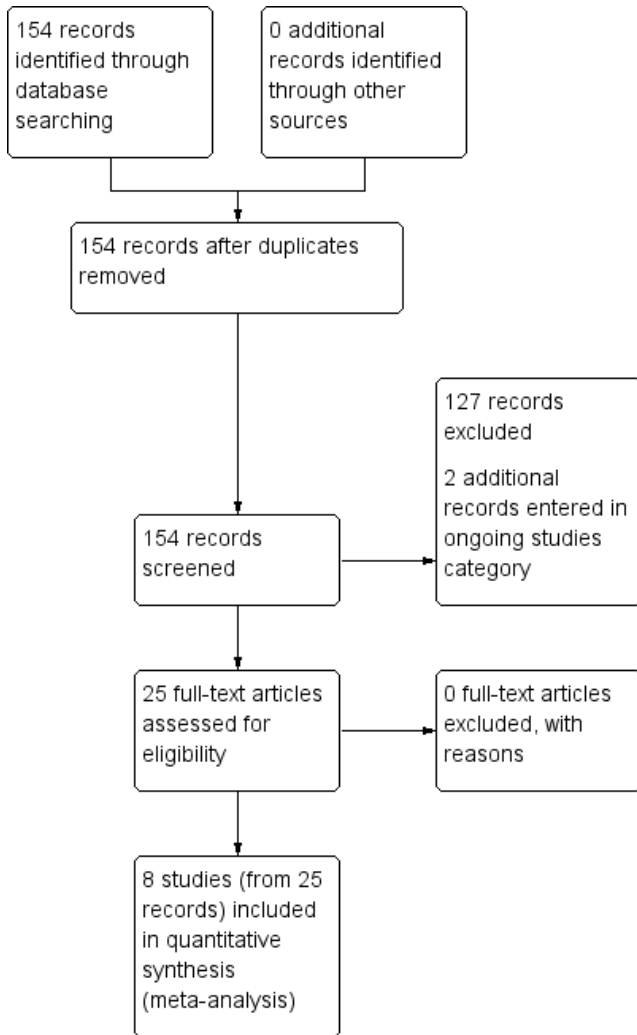 154 records
identified through
database
searching
0 additional
records identified
through other
sources
154 records after duplicates
removed
127 records
excluded
2 additional
records entered in
ongoing studies
category
154 records
screened
25 full-text articles
assessed for
eligibility
0 full-text articles
excluded, with
reasons
8 studies (from 25
records) included
in quantitative
synthesis
(meta-analysis)